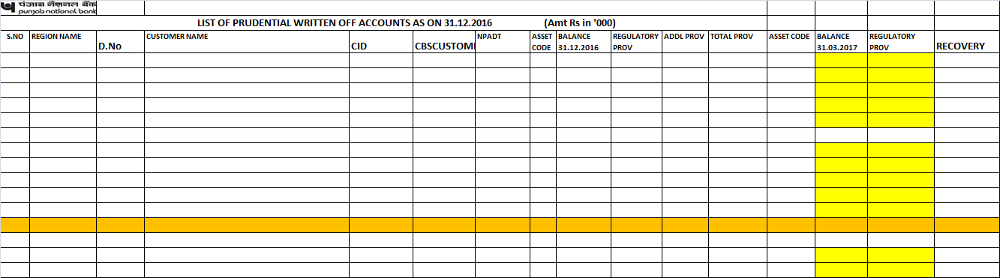 पंजाब नैशनल बैंक
punjab national bank
LIST OF PRUDENTIAL WRITTEN OFF ACCOUNTS AS ON 31.12.2016 (Amt Rs in '000)
S.NO REGION NAME D.No CUSTOMER NAME CID CBSCUSTOMI NPADT ASSET CODE BALANCE 31.12.2016 REGULATORY PROV ADDL PROV TOTAL PROV ASSET CODE BALANCE 31.03.2017 REGULATORY PROV RECOVERY